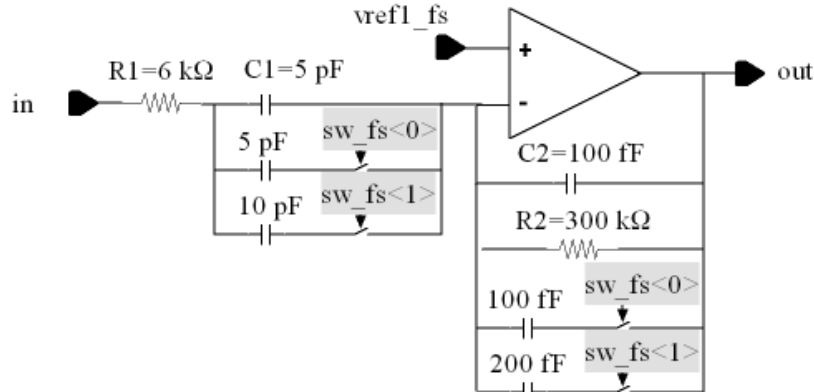 vref1_fs
R1=6 kΩ
C1=5 pF
+
in
out
-
5 pF
sw_fs<0>
C2=100 fF
10 pF
sw_fs<1>
R2=300 kΩ
100 fF
sw_fs<0>
200 fF
sw_fs<1>